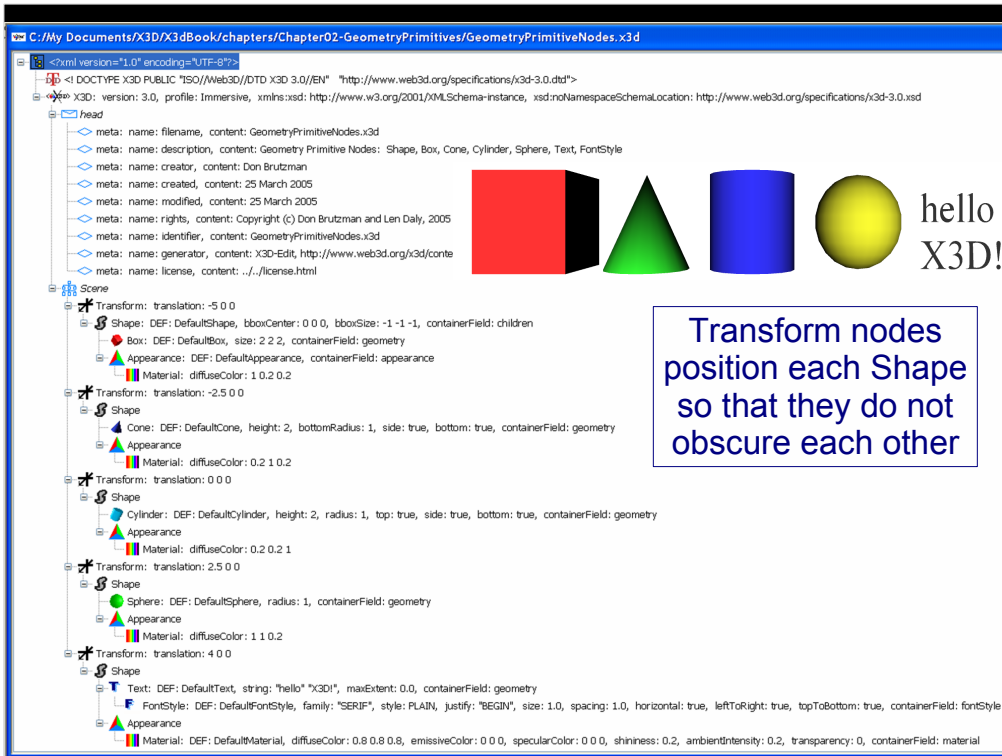 C:/My Documents/X3D/X3dBook/chapters/Chapter02-GeometryPrimitives/GeometryPrimitiveNodes.x3d
<?xml version="1.0" encoding="UTF-8"?>
<! DOCTYPE X3D PUBLIC "ISO//Web3D//DTD X3D 3.0//EN" "http://www.web3d.org/specifications/x3d-3.0.dtd">
X3D: version: 3.0, profile: Immersive, xmlns:xsd: http://www.w3.org/2001/XMLSchema-instance, xsd:noNamespaceSchemaLocation: http://www.web3d.org/specifications/x3d-3.0.xsd
head
meta: name: filename, content: GeometryPrimitiveNodes.x3d
meta: name: description, content: Geometry Primitive Nodes: Shape, Box, Cone, Cylinder, Sphere, Text, FontStyle
meta: name: creator, content: Don Brutzman
meta: name: created, content: 25 March 2005
meta: name: modified, content: 25 March 2005
meta: name: rights, content: Copyright (c) Don Brutzman and Len Daly, 2005
meta: name: identifier, content: GeometryPrimitiveNodes.x3d
meta: name: generator, content: X3D-Edit, http://www.web3d.org/x3d/conte
meta: name: license, content: ../../license.html
hello
X3D!
Scene
Transform: translation: -5 0 0
Shape: DEF: DefaultShape, bboxCenter: 0 0 0, bboxSize: -1 -1 -1, containerField: children
Box: DEF: DefaultBox, size: 2 2 2, containerField: geometry
Appearance: DEF: DefaultAppearance, containerField: appearance
Material: diffuseColor: 1 0.2 0.2
Transform: translation: -2.5 0 0
Shape
Cone: DEF: DefaultCone, height: 2, bottomRadius: 1, side: true, bottom: true, containerField: geometry
Appearance
Material: diffuseColor: 0.2 1 0.2
Transform: translation: 0 0 0
Shape
Cylinder: DEF: DefaultCylinder, height: 2, radius: 1, top: true, side: true, bottom: true, containerField: geometry
Appearance
Material: diffuseColor: 0.2 0.2 1
Transform: translation: 2.5 0 0
Shape
Sphere: DEF: DefaultSphere, radius: 1, containerField: geometry
Appearance
Material: diffuseColor: 1 1 0.2
Transform: translation: 4 0 0
Shape
Text: DEF: DefaultText, string: "hello" "X3D!", maxExtent: 0.0, containerField: geometry
FontStyle: DEF: DefaultFontStyle, family: "SERIF", style: PLAIN, justify: "BEGIN", size: 1.0, spacing: 1.0, horizontal: true, leftToRight: true, topToBottom: true, containerField: fontStyle
Appearance
Material: DEF: DefaultMaterial, diffuseColor: 0.8 0.8 0.8, emissiveColor: 0 0 0, specularColor: 0 0 0, shininess: 0.2, ambientIntensity: 0.2, transparency: 0, containerField: material
Transform nodes
position each Shape
so that they do not
obscure each other